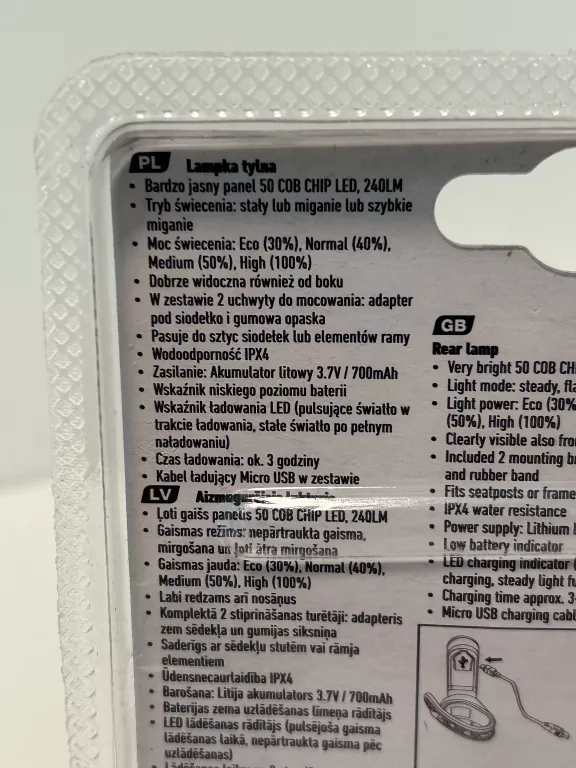 PL Lampka tylna
• Bardzo jasny panel 50 COB CHIP LED, 240LM
• Tryb świecenia: stały lub miganie lub szybkie
miganie
• Moc świecenia: Eco (30%), Normal (40%),
Medium (50%), High (100%)
• Dobrze widoczna również od boku
• W zestawie 2 uchwyty do mocowania: adapter
pod siodełko i gumowa opaska
• Pasuje do sztyc siodełek lub elementów ramy
• Wodoodporność IPX4
• Zasilanie: Akumulator litowy 3.7V / 700mAh
• Wskaźnik niskiego poziomu baterii
• Wskaźnik ładowania LED (pulsujące światło w
trakcie ładowania, stałe światło po pełnym
naładowaniu)
• Czas ładowania: ok. 3 godziny
• Kabel ładujący Micro USB w zestawie
LV
• Ļoti gaišs panelis 50 COB CHIP LED, 240LM
• Gaismas režīms: nepārtraukta gaisma,
mirgošana un ļoti ātra mirgošana
• Gaismas jauda: Eco (30%), Normal (40%),
Medium (50%), High (100%)
• Labi redzams arī no sāņus
• Komplektā 2 stiprināšanas turētāji: adapteris
zem sēdekļa un gumijas siksniņa
• Saderīgs ar sēdekļu stutēm vai rāmja
elementiem
• Ūdensnecaurlaidība IPX4
• Barošana: Litija akumulators 3.7V / 700mAh
• Baterijas zema uzlādēšanas līmeņa rādītājs
• LED lādēšanas rādītājs (pulsējoša gaisma
lādēšanas laikā, nepārtraukta gaisma pēc
uzlādēšanas)
GB
Rear lamp
• Very bright 50 COB
• Light mode: steady,
• Light power: Eco (30%
(50%), High (100%)
• Clearly visible also
• Included 2 mounting
and rubber band
• Fits seatposts or frame
• IPX4 water resistance
• Power supply: Lithium
• Low battery indicator
• LED charging indicator
charging, steady light
• Charging time approx. 3
• Micro USB charging